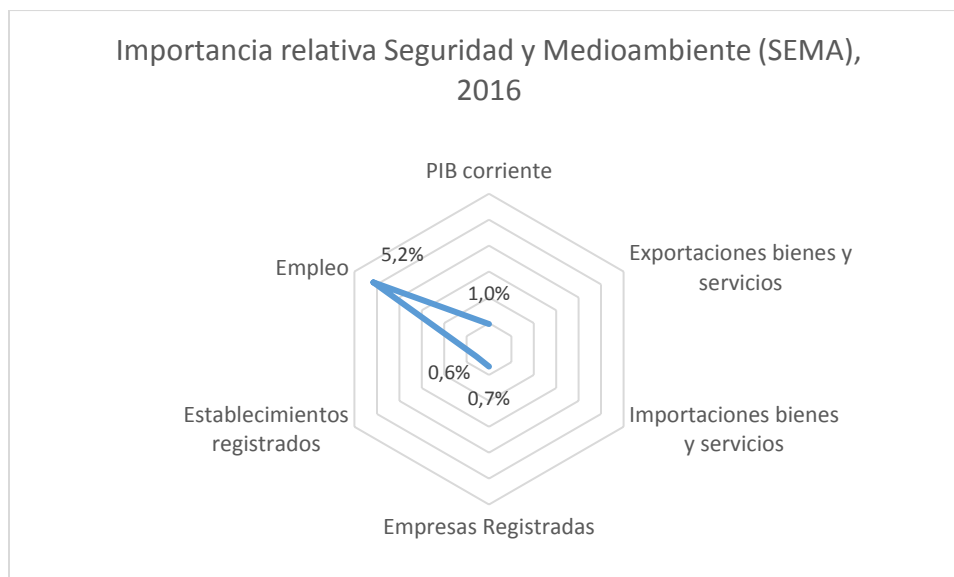 Importancia relativa Seguridad y Medioambiente (SEMA),
2016
PIB corriente
Exportaciones bienes y
servicios
Importaciones bienes
y servicios
Empresas Registradas
Establecimientos
registrados
Empleo
5,2%
1,0%
0,6%
0,7%